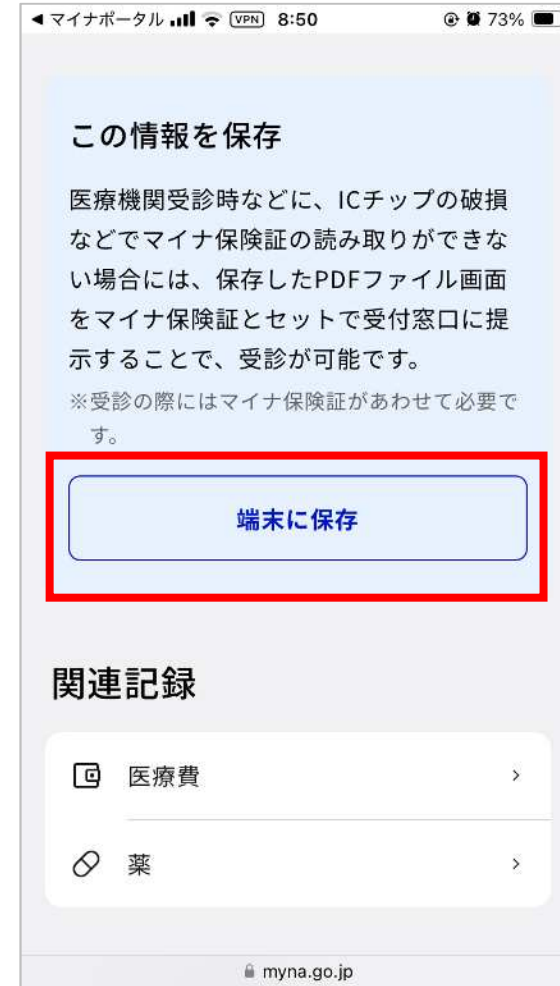 ◀マイナポータル VPN 8:50 73%
この情報を保存
医療機関受診時などに、ICチップの破損
などでマイナ保険証の読み取りができな
い場合には、保存したPDFファイル画面
をマイナ保険証とセットで受付窓口に提
示することで、受診が可能です。
※受診の際にはマイナ保険証があわせて必要で
す。
端末に保存
関連記録
医療費
薬
myna.go.jp